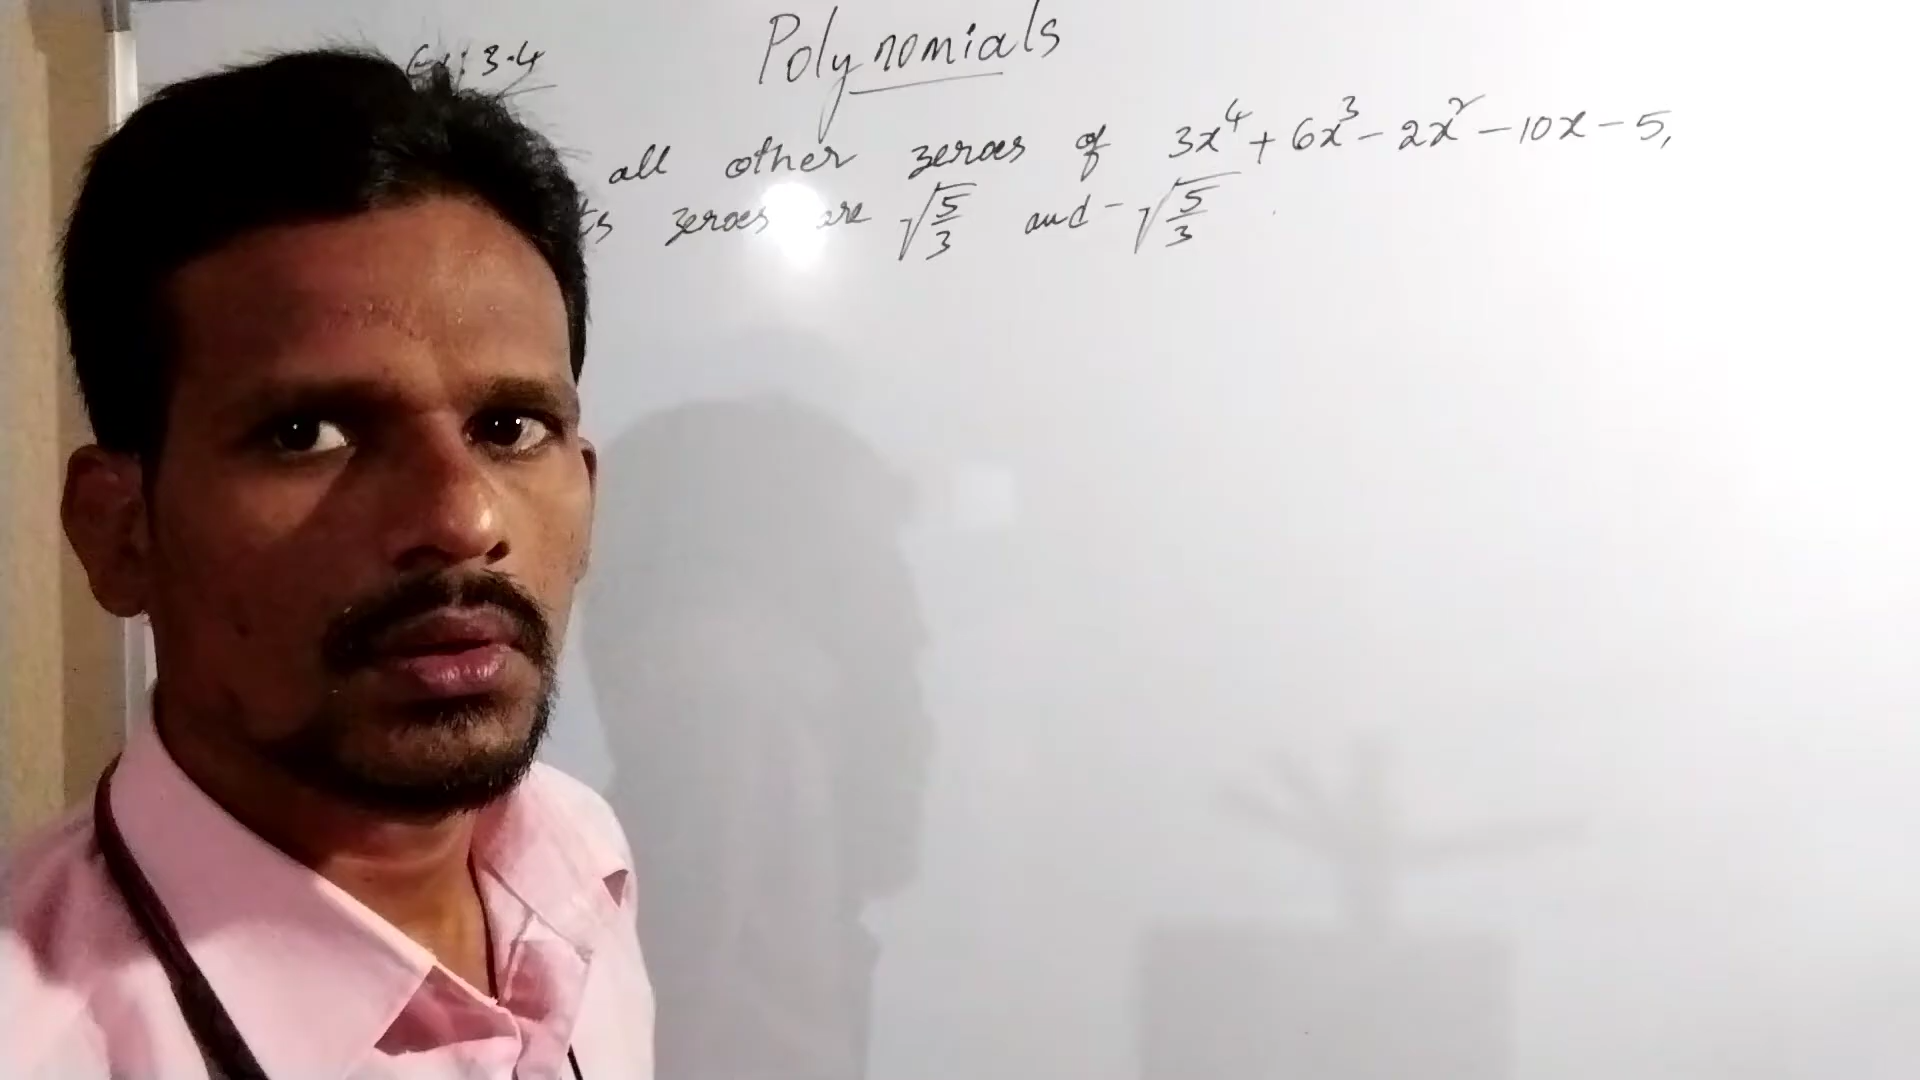 Polynomials
Ex: 3.4
all other zeroes of 3x⁴ + 6x³ - 2x² - 10x - 5,
zeroes are √5/3 and - √5/3